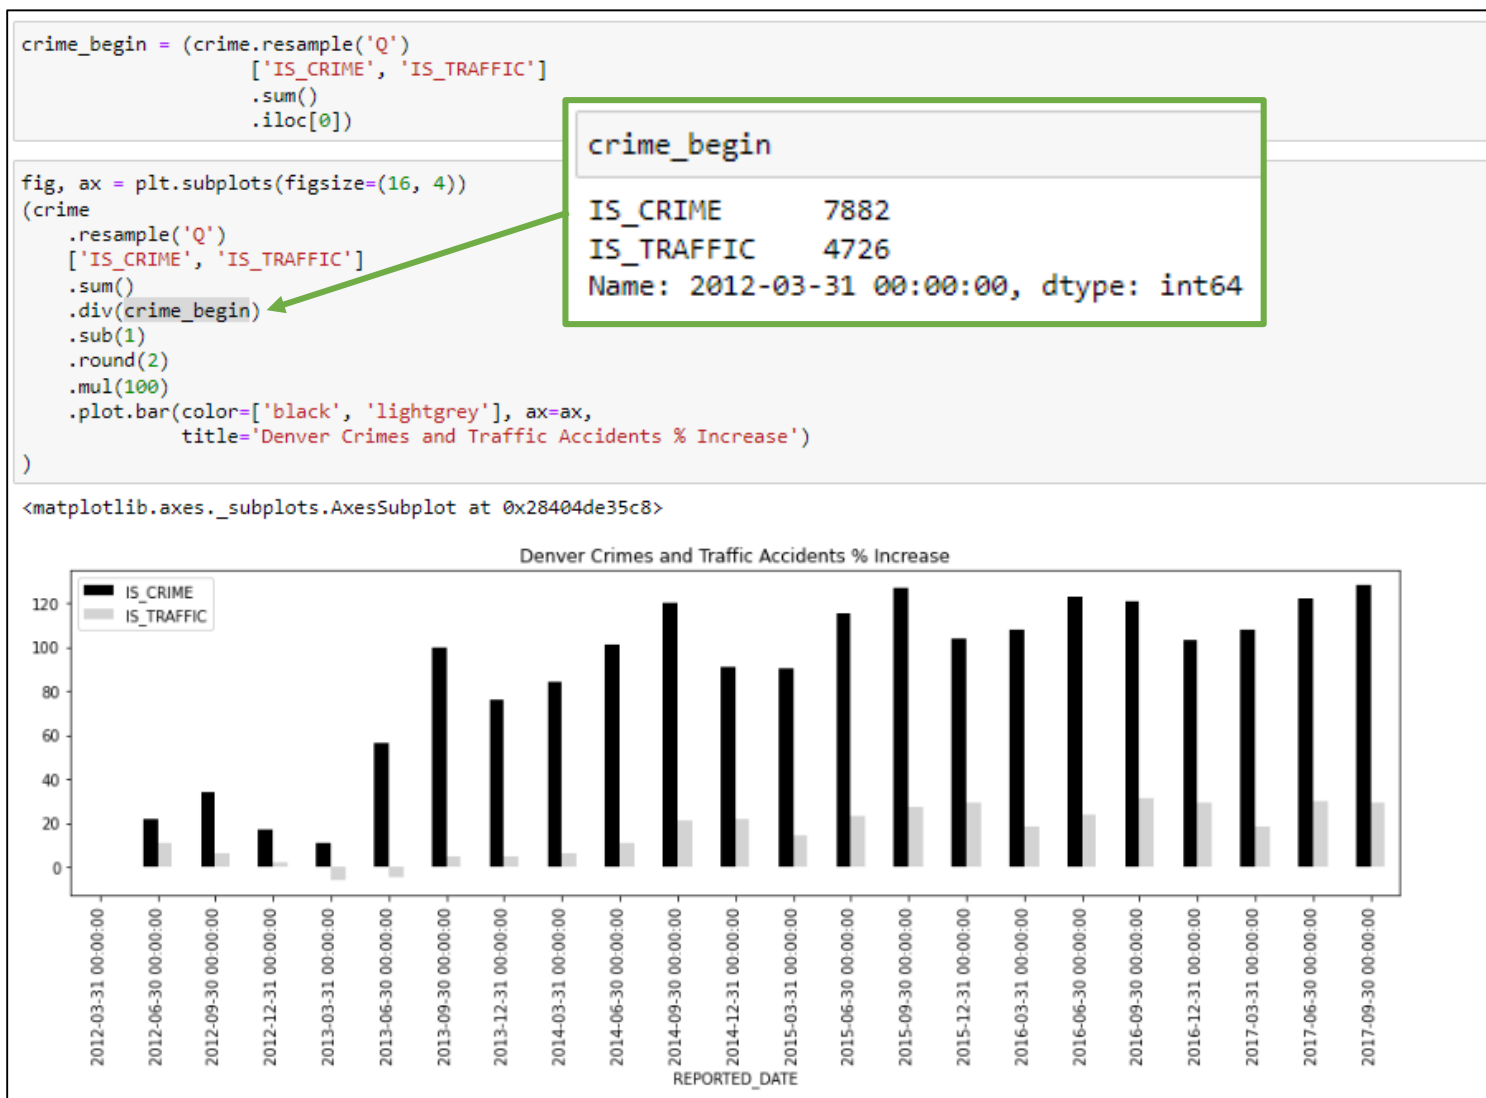 crime_begin = (crime.resample('Q')
['IS_CRIME', 'IS_TRAFFIC']
.sum()
.iloc[0])
crime_begin
IS_CRIME 7882
IS_TRAFFIC 4726
Name: 2012-03-31 00:00:00, dtype: int64
fig, ax = plt.subplots(figsize=(16, 4))
(crime
.resample('Q')
['IS_CRIME', 'IS_TRAFFIC']
.sum()
.div(crime_begin)
.sub(1)
.round(2)
.mul(100)
.plot.bar(color=['black', 'lightgrey'], ax=ax,
title='Denver Crimes and Traffic Accidents % Increase')
)
<matplotlib.axes._subplots.AxesSubplot at 0x28404de35c8>
Denver Crimes and Traffic Accidents % Increase
IS_CRIME
IS_TRAFFIC
120
100
80
60
40
20
0
2012-03-31 00:00:00
2012-06-30 00:00:00
2012-09-30 00:00:00
2012-12-31 00:00:00
2013-03-31 00:00:00
2013-06-30 00:00:00
2013-09-30 00:00:00
2013-12-31 00:00:00
2014-03-31 00:00:00
2014-06-30 00:00:00
2014-09-30 00:00:00
2014-12-31 00:00:00
2015-03-31 00:00:00
2015-06-30 00:00:00
2015-09-30 00:00:00
2015-12-31 00:00:00
2016-03-31 00:00:00
2016-06-30 00:00:00
2016-09-30 00:00:00
2016-12-31 00:00:00
2017-03-31 00:00:00
2017-06-30 00:00:00
2017-09-30 00:00:00
REPORTED_DATE